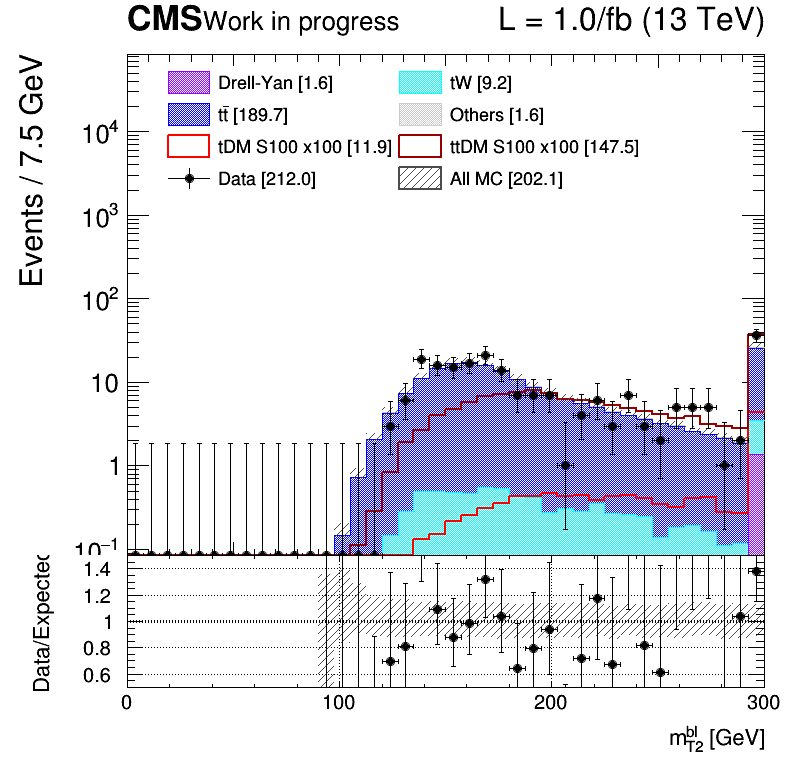 CMS Work in progress L = 1.0/fb (13 TeV)
Events / 7.5 GeV
Drell-Yan [1.6] tW [9.2]
tt̄ [189.7] Others [1.6]
tDM S100 x100 [11.9] ttDM S100 x100 [147.5]
Data [212.0] All MC [202.1]
10⁴
10³
10²
10
1
10⁻¹
Data/Expected
1.4
1.2
1
0.8
0.6
0 100 200 300
m_{T2}^{bl} [GeV]